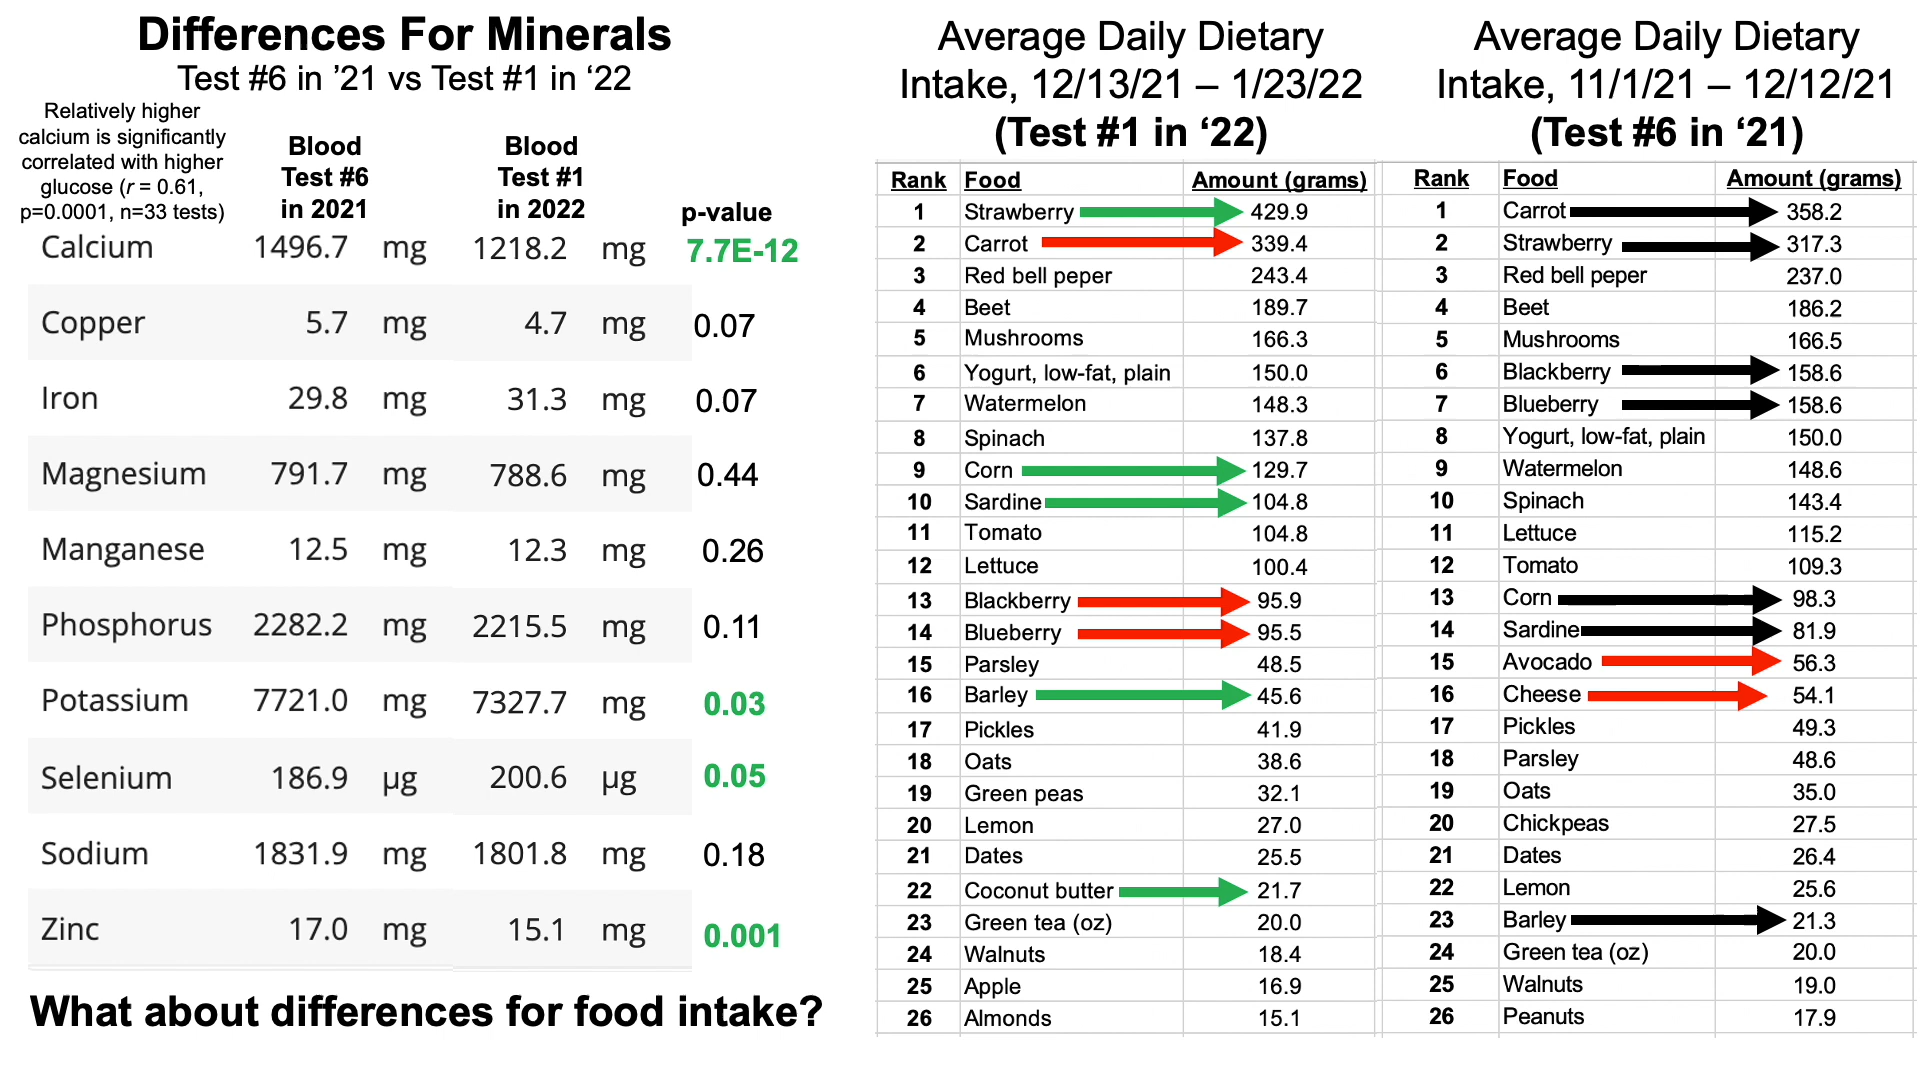 Differences For Minerals
Test #6 in ’21 vs Test #1 in ‘22
Relatively higher
calcium is significantly
correlated with higher
glucose (r = 0.61,
p=0.0001, n=33 tests)
Blood
Test #6
in 2021
Blood
Test #1
in 2022
p-value
Calcium 1496.7 mg 1218.2 mg 7.7E-12
Copper 5.7 mg 4.7 mg 0.07
Iron 29.8 mg 31.3 mg 0.07
Magnesium 791.7 mg 788.6 mg 0.44
Manganese 12.5 mg 12.3 mg 0.26
Phosphorus 2282.2 mg 2215.5 mg 0.11
Potassium 7721.0 mg 7327.7 mg 0.03
Selenium 186.9 µg 200.6 µg 0.05
Sodium 1831.9 mg 1801.8 mg 0.18
Zinc 17.0 mg 15.1 mg 0.001
What about differences for food intake?
Average Daily Dietary
Intake, 12/13/21 – 1/23/22
(Test #1 in ‘22)
Rank Food Amount (grams)
1 Strawberry 429.9
2 Carrot 339.4
3 Red bell peper 243.4
4 Beet 189.7
5 Mushrooms 166.3
6 Yogurt, low-fat, plain 150.0
7 Watermelon 148.3
8 Spinach 137.8
9 Corn 129.7
10 Sardine 104.8
11 Tomato 104.8
12 Lettuce 100.4
13 Blackberry 95.9
14 Blueberry 95.5
15 Parsley 48.5
16 Barley 45.6
17 Pickles 41.9
18 Oats 38.6
19 Green peas 32.1
20 Lemon 27.0
21 Dates 25.5
22 Coconut butter 21.7
23 Green tea (oz) 20.0
24 Walnuts 18.4
25 Apple 16.9
26 Almonds 15.1
Average Daily Dietary
Intake, 11/1/21 – 12/12/21
(Test #6 in ‘21)
Rank Food Amount (grams)
1 Carrot 358.2
2 Strawberry 317.3
3 Red bell peper 237.0
4 Beet 186.2
5 Mushrooms 166.5
6 Blackberry 158.6
7 Blueberry 158.6
8 Yogurt, low-fat, plain 150.0
9 Watermelon 148.6
10 Spinach 143.4
11 Lettuce 115.2
12 Tomato 109.3
13 Corn 98.3
14 Sardine 81.9
15 Avocado 56.3
16 Cheese 54.1
17 Pickles 49.3
18 Parsley 48.6
19 Oats 35.0
20 Chickpeas 27.5
21 Dates 26.4
22 Lemon 25.6
23 Barley 21.3
24 Green tea (oz) 20.0
25 Walnuts 19.0
26 Peanuts 17.9